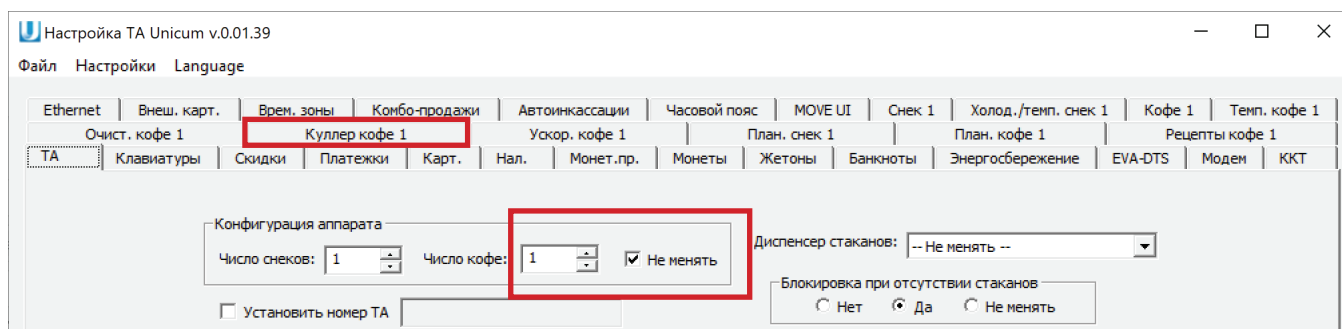 Настройка ТА Unicum v.0.01.39
Файл Настройки Language
Ethernet Внеш. карт. Врем. зоны Комбо-продажи Автоинкассации Часовой пояс MOVE UI Снек 1 Холод./темп. снек 1 Кофе 1 Темп. кофе 1
Очист. кофе 1 Куллер кофе 1 Ускор. кофе 1 План. снек 1 План. кофе 1 Рецепты кофе 1
ТА Клавиатуры Скидки Платежки Карт. Нал. Монет.пр. Монеты Жетоны Банкноты Энергосбережение EVA-DTS Модем ККТ
Конфигурация аппарата
Число снеков: 1 Число кофе: 1 Не менять
Диспенсер стаканов: -- Не менять --
Блокировка при отсутствии стаканов
Нет Да Не менять
Установить номер ТА